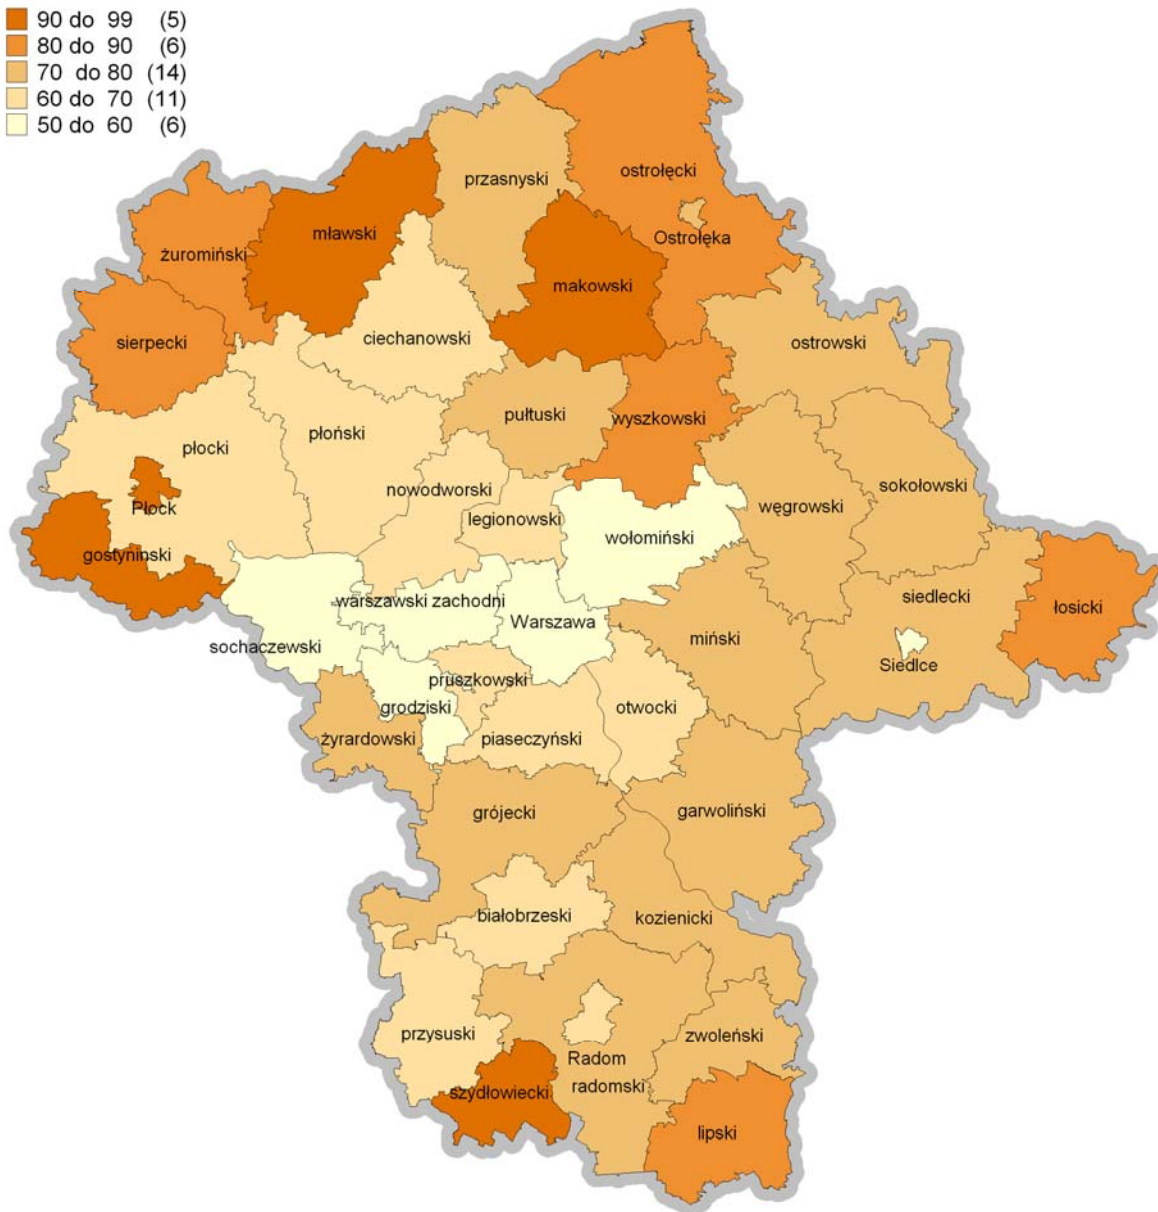 90 do 99 (5)
80 do 90 (6)
70 do 80 (14)
60 do 70 (11)
50 do 60 (6)
przasnyski
ostrołęcki
mławski
Ostrołęka
żuromiński
makowski
ciechanowski
sierpecki
ostrowski
pułtuski
wyszkowski
płoński
płocki
sokołowski
nowodworski
węgrowski
Płock
legionowski
wołomiński
gostyninski
siedlecki
warszawski zachodni
łosicki
Warszawa
miński
sochaczewski
Siedlce
pruszkowski
grodziski
otwocki
żyrardowski
piaseczyński
grójecki
garwoliński
białobrzeski
kozienicki
przysuski
zwoleński
Radom
radomski
szydłowiecki
lipski